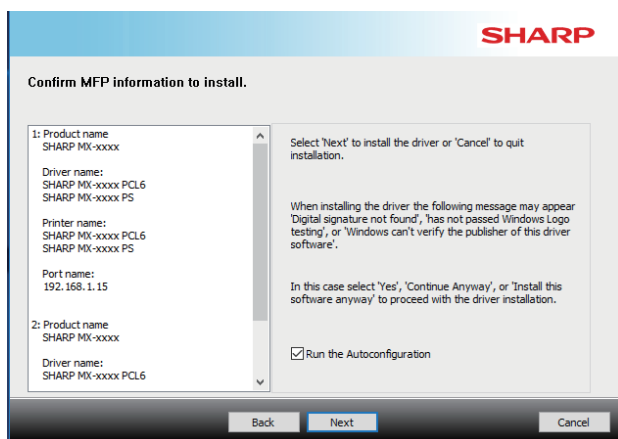 SHARP
Confirm MFP information to install.
1: Product name
SHARP MX-xxxx
Driver name:
SHARP MX-xxxx PCL6
SHARP MX-xxxx PS
Printer name:
SHARP MX-xxxx PCL6
SHARP MX-xxxx PS
Port name:
192.168.1.15
2: Product name
SHARP MX-xxxx
Driver name:
SHARP MX-xxxx PCL6
Select 'Next' to install the driver or 'Cancel' to quit
installation.
When installing the driver the following message may appear
'Digital signature not found', 'has not passed Windows Logo
testing', or 'Windows can't verify the publisher of this driver
software'.
In this case select 'Yes', 'Continue Anyway', or 'Install this
software anyway' to proceed with the driver installation.
Run the Autoconfiguration
Back Next Cancel